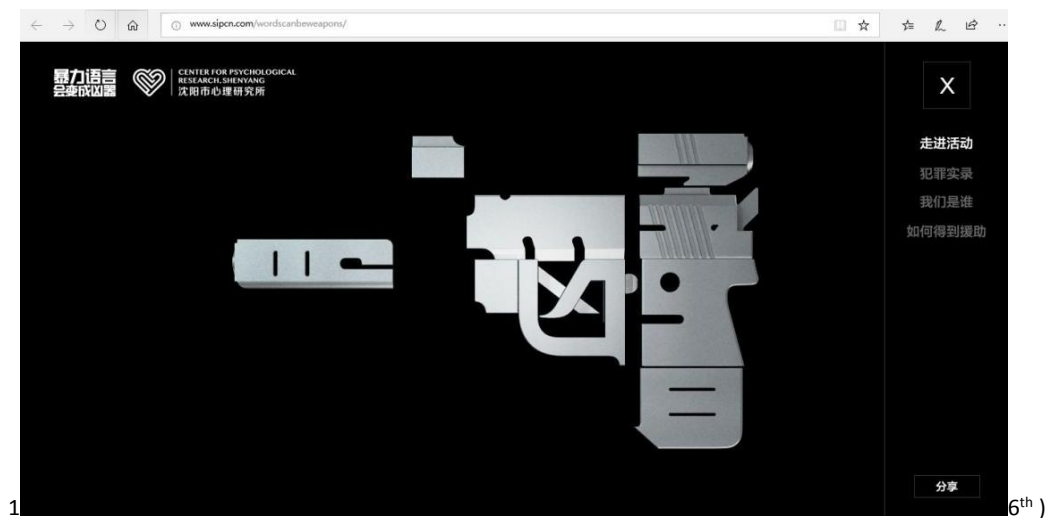 www.sipcn.com/wordscanbeweapons/
暴力语言
会变成凶器
CENTER FOR PSYCHOLOGICAL
RESEARCH, SHENYANG
沈阳市心理研究所
X
走进活动
犯罪实录
我们是谁
如何得到援助
分享
1
6th )